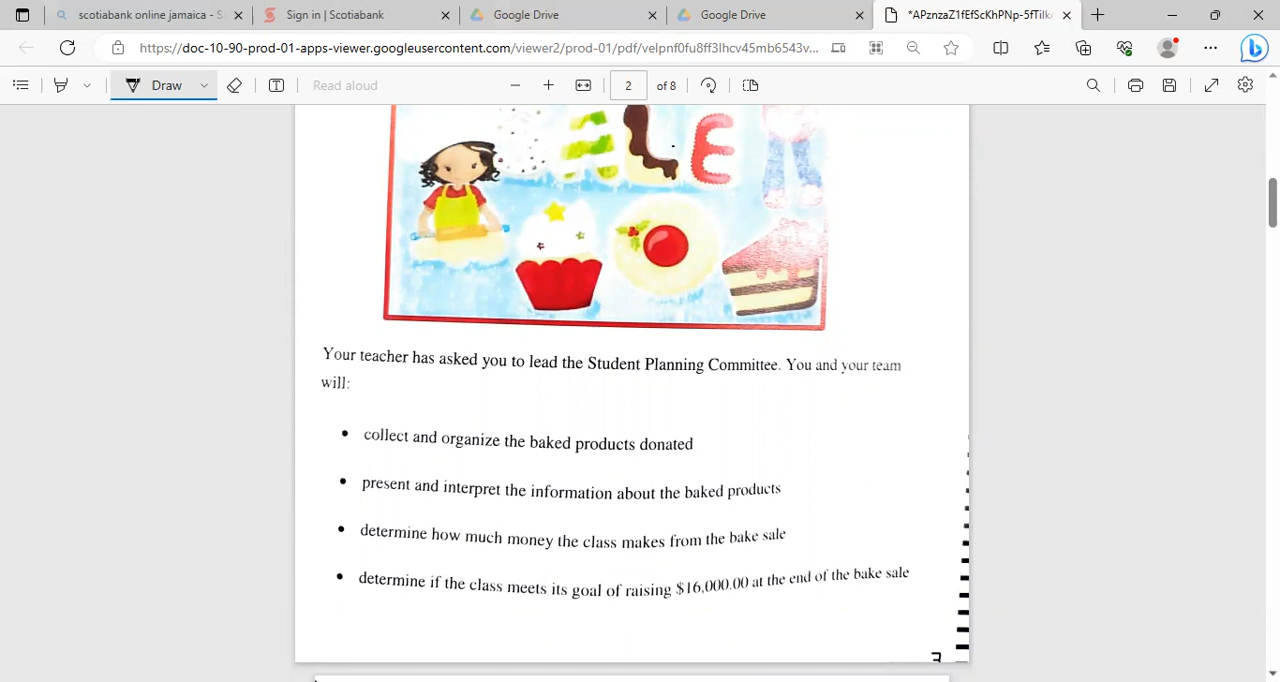 scotiabank online jamaica - S
Sign in | Scotiabank
Google Drive
Google Drive
*APznzaZ1fEfScKhPNp-5fTilk
https://doc-10-90-prod-01-apps-viewer.googleusercontent.com/viewer2/prod-01/pdf/velpnf0fu8ff3lhcv45mb6543v...
Draw
Read aloud
2 of 8
ALE
Your teacher has asked you to lead the Student Planning Committee. You and your team
will:
• collect and organize the baked products donated
• present and interpret the information about the baked products
• determine how much money the class makes from the bake sale
• determine if the class meets its goal of raising $16,000.00 at the end of the bake sale
3